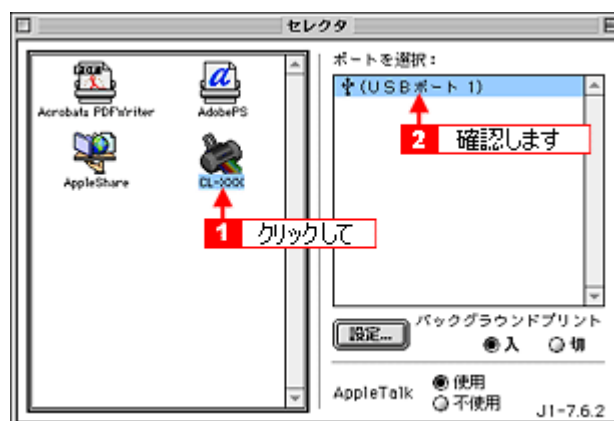 セレクタ
Acrobats PDFWriter
AdobePS
AppleShare
CL-XXX
1 クリックして
ポートを選択：
(USBポート 1)
2 確認します
設定...
バックグラウンドプリント
入 切
AppleTalk
使用
不使用
J1-7.6.2